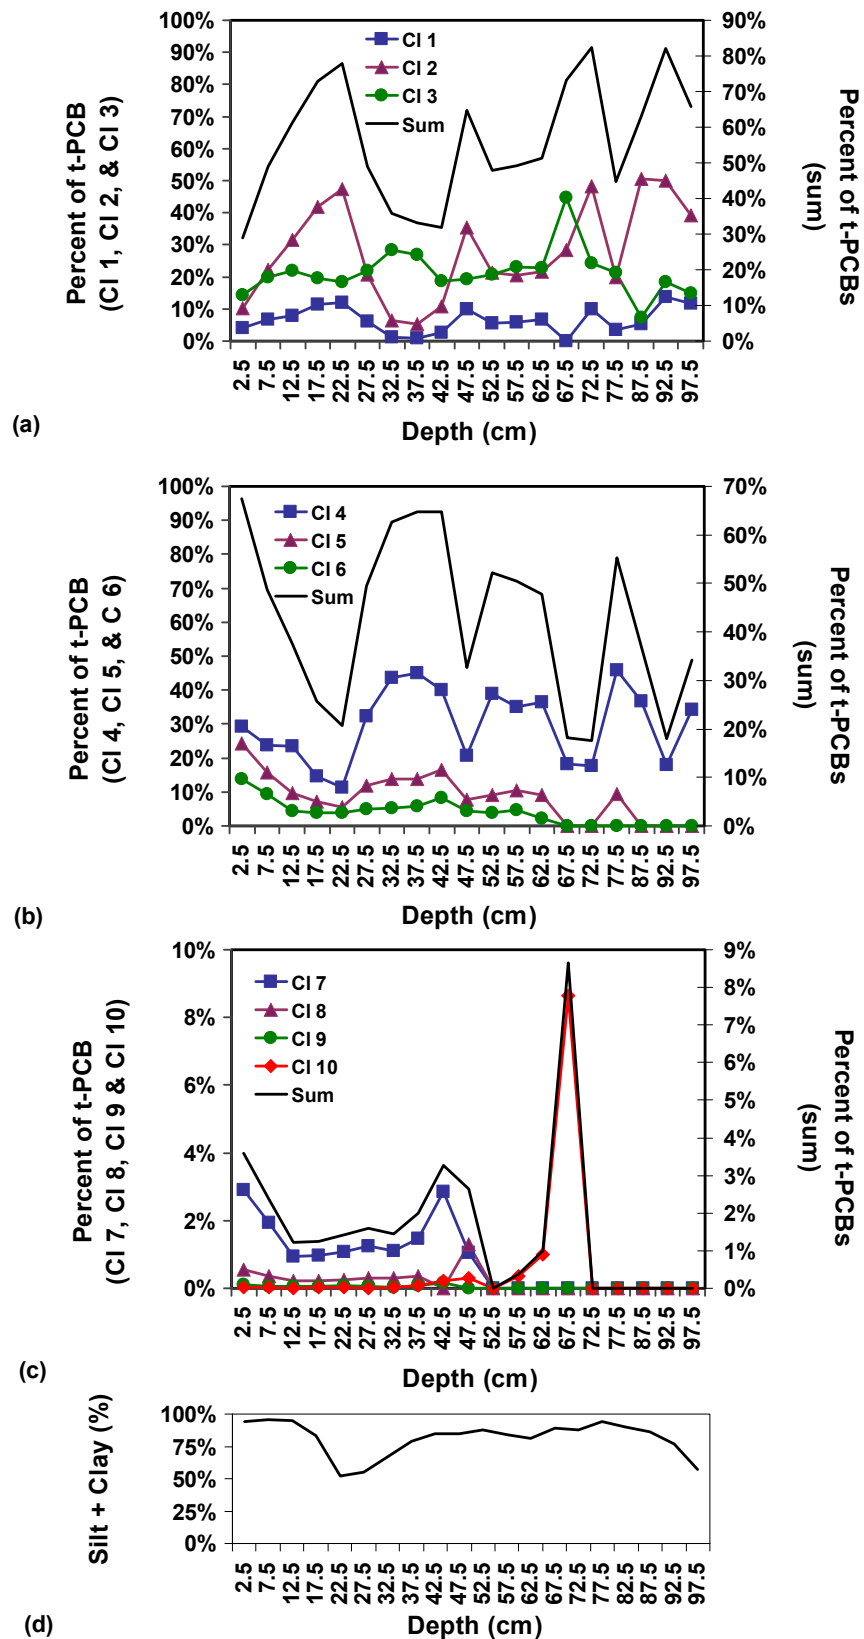 100%
90%
80%
70%
60%
50%
40%
30%
20%
10%
0%
Percent of t-PCB
(Cl 1, Cl 2, & Cl 3)
Cl 1
Cl 2
Cl 3
Sum
90%
80%
70%
60%
50%
40%
30%
20%
10%
0%
Percent of t-PCBs
(sum)
2.5 7.5 12.5 17.5 22.5 27.5 32.5 37.5 42.5 47.5 52.5 57.5 62.5 67.5 72.5 77.5 87.5 92.5 97.5
(a)
Depth (cm)
100%
90%
80%
70%
60%
50%
40%
30%
20%
10%
0%
Percent of t-PCB
(Cl 4, Cl 5, & C 6)
Cl 4
Cl 5
Cl 6
Sum
70%
60%
50%
40%
30%
20%
10%
0%
Percent of t-PCBs
(sum)
2.5 7.5 12.5 17.5 22.5 27.5 32.5 37.5 42.5 47.5 52.5 57.5 62.5 67.5 72.5 77.5 87.5 92.5 97.5
(b)
Depth (cm)
10%
8%
6%
4%
2%
0%
Percent of t-PCB
(Cl 7, Cl 8, Cl 9 & Cl 10)
Cl 7
Cl 8
Cl 9
Cl 10
Sum
9%
8%
7%
6%
5%
4%
3%
2%
1%
0%
Percent of t-PCBs
(sum)
2.5 7.5 12.5 17.5 22.5 27.5 32.5 37.5 42.5 47.5 52.5 57.5 62.5 67.5 72.5 77.5 87.5 92.5 97.5
(c)
Depth (cm)
100%
75%
50%
25%
0%
Silt + Clay (%)
2.5 7.5 12.5 17.5 22.5 27.5 32.5 37.5 42.5 47.5 52.5 57.5 62.5 67.5 72.5 77.5 82.5 87.5 92.5 97.5
(d)
Depth (cm)